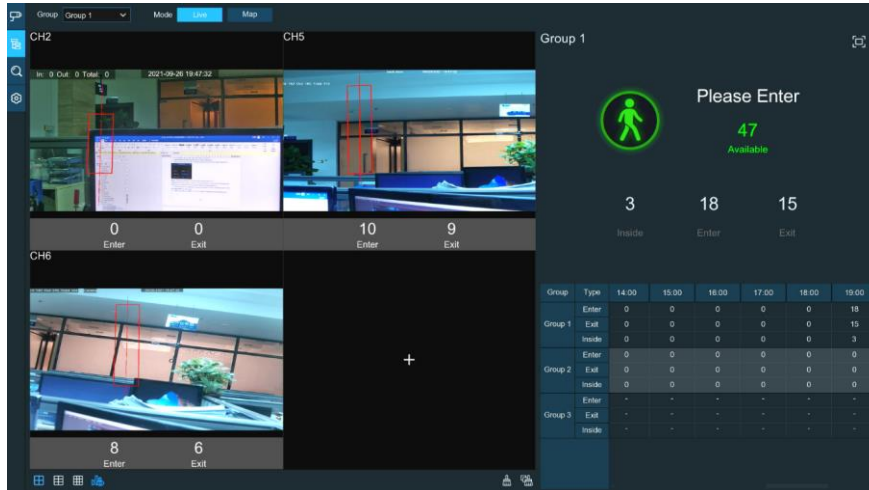 Group Group 1 Mode Live Map
CH2
In: 0 Out: 0 Total: 0 2021-09-26 19:47:32
0 0
Enter Exit
CH5
10 9
Enter Exit
CH6
8 6
Enter Exit
+
Group 1
Please Enter
47
Available
3 18 15
Inside Enter Exit
Group Type 14:00 15:00 16:00 17:00 18:00 19:00
Enter 0 0 0 0 0 18
Group 1 Exit 0 0 0 0 0 15
Inside 0 0 0 0 0 3
Enter 0 0 0 0 0 0
Group 2 Exit 0 0 0 0 0 0
Inside 0 0 0 0 0 0
Enter - - - - - -
Group 3 Exit - - - - - -
Inside - - - - - -